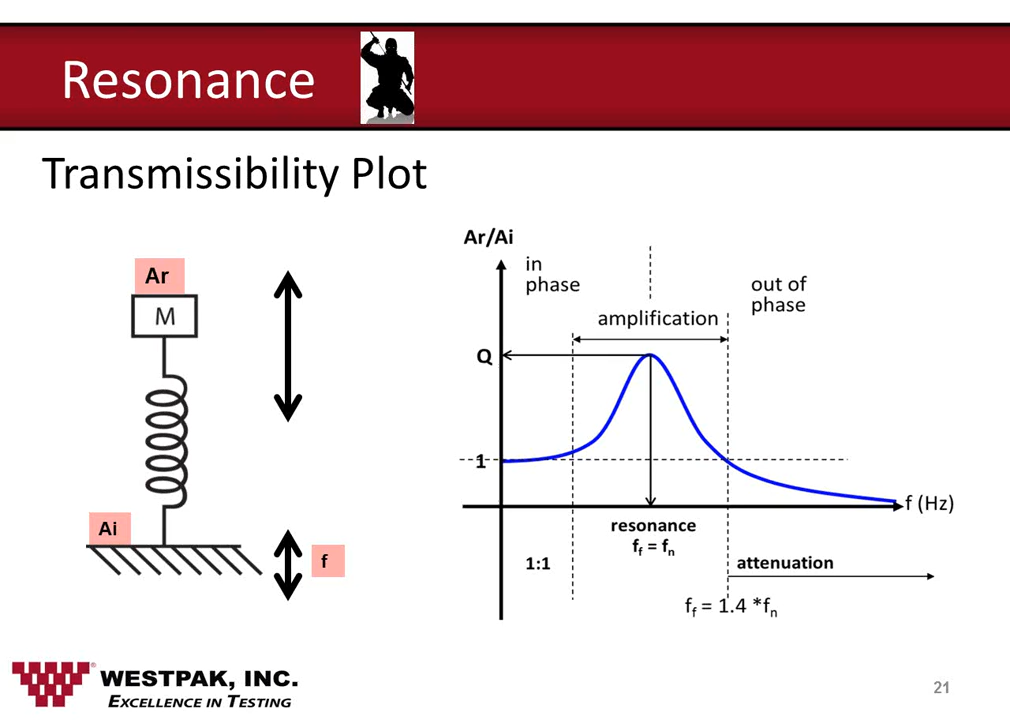 Resonance
Transmissibility Plot
Ar
M
Ai
f
Ar/Ai
in
phase
out of
phase
amplification
Q
1
f (Hz)
resonance
f_f = f_n
1:1
attenuation
f_f = 1.4 *f_n
® WESTPAK, INC.
EXCELLENCE IN TESTING
21